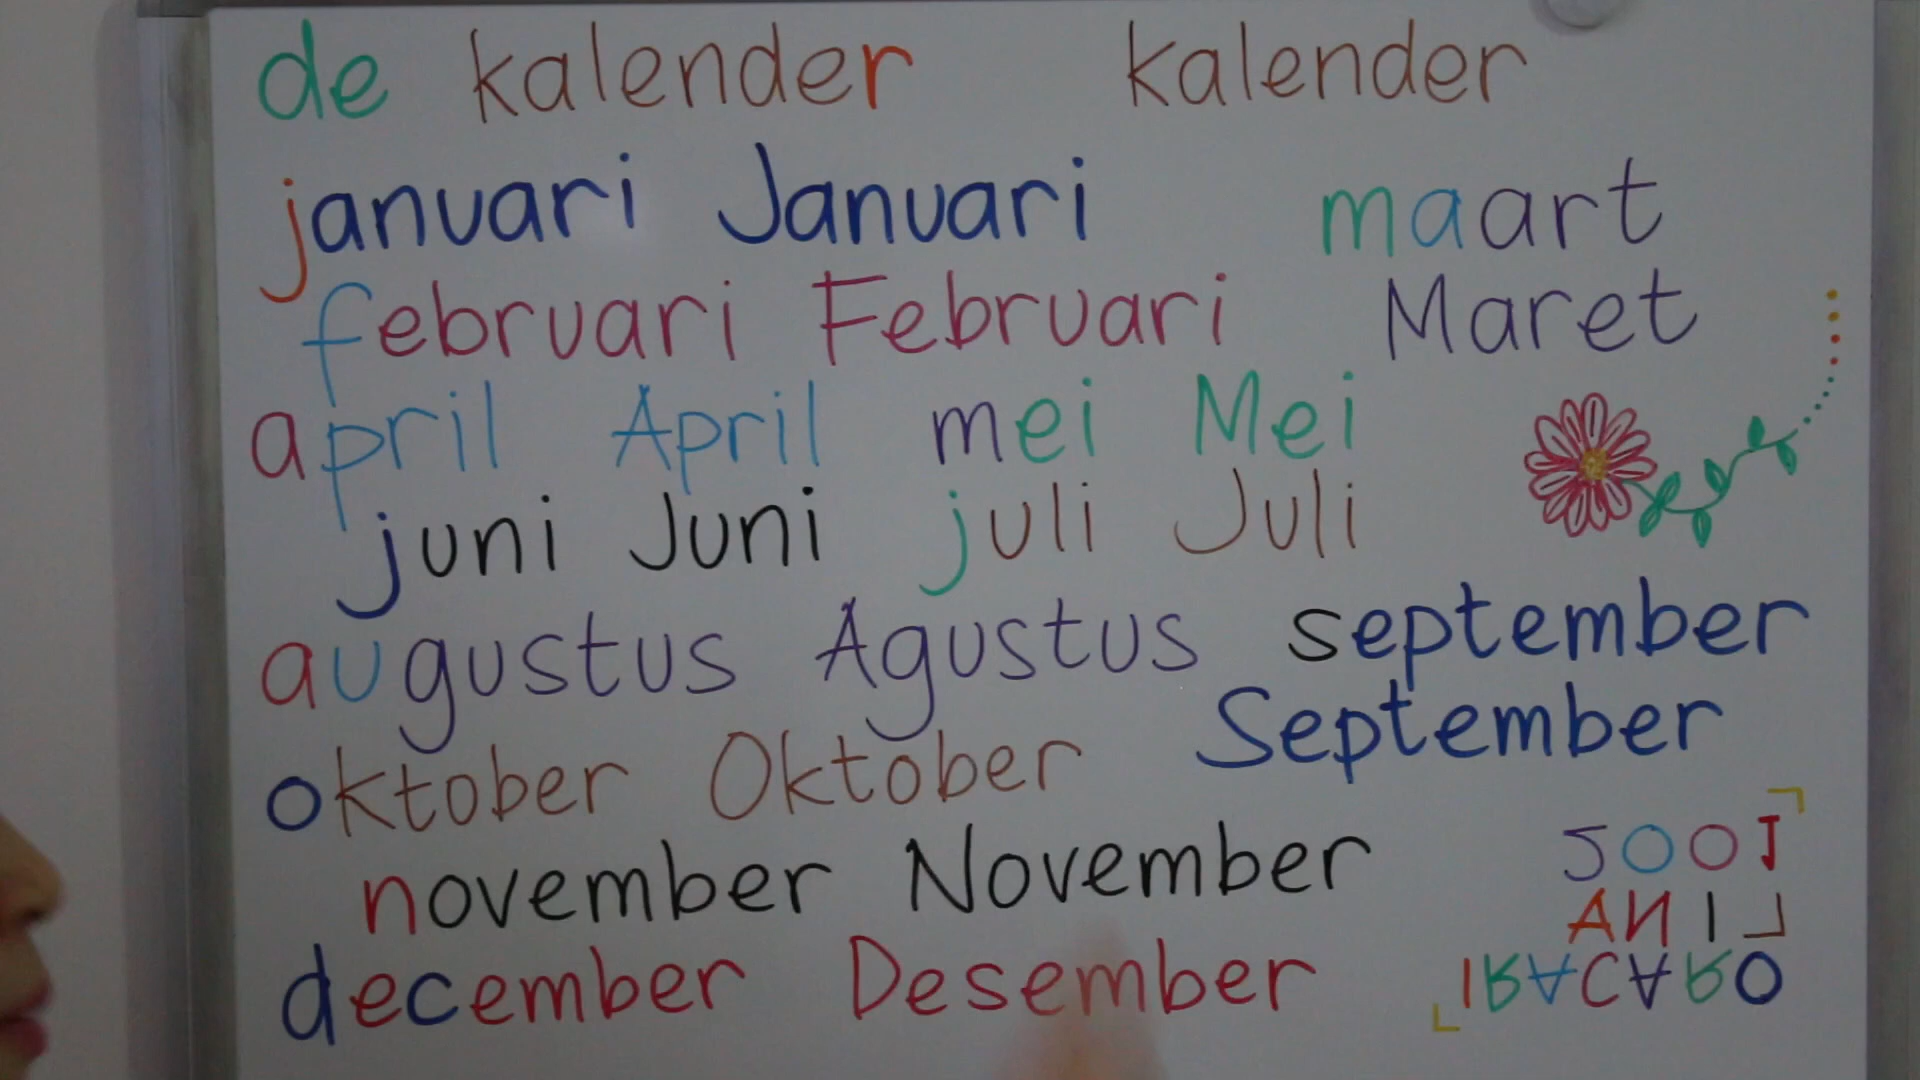 de kalender kalender
januari Januari maart
februari Februari Maret
april April mei Mei
juni Juni juli Juli
augustus Agustus september
oktober Oktober September
november November
december Desember